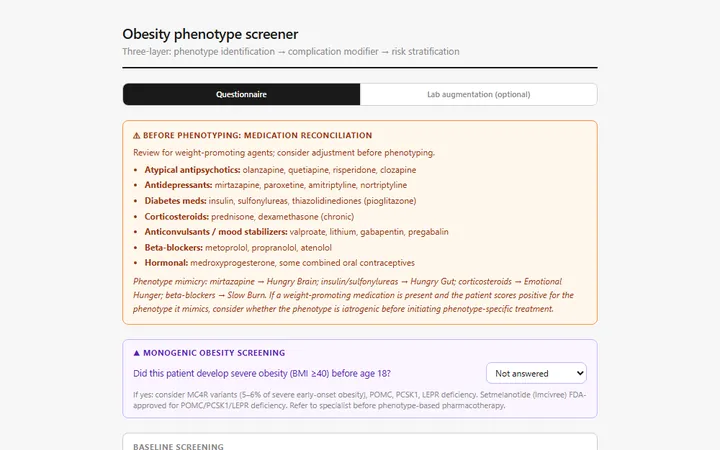 Obesity phenotype screener
Three-layer: phenotype identification → complication modifier → risk stratification
Questionnaire
Lab augmentation (optional)
⚠ BEFORE PHENOTYPING: MEDICATION RECONCILIATION
Review for weight-promoting agents; consider adjustment before phenotyping.
• Atypical antipsychotics: olanzapine, quetiapine, risperidone, clozapine
• Antidepressants: mirtazapine, paroxetine, amitriptyline, nortriptyline
• Diabetes meds: insulin, sulfonylureas, thiazolidinediones (pioglitazone)
• Corticosteroids: prednisone, dexamethasone (chronic)
• Anticonvulsants / mood stabilizers: valproate, lithium, gabapentin, pregabalin
• Beta-blockers: metoprolol, propranolol, atenolol
• Hormonal: medroxyprogesterone, some combined oral contraceptives
Phenotype mimicry: mirtazapine → Hungry Brain; insulin/sulfonylureas → Hungry Gut; corticosteroids → Emotional
Hunger; beta-blockers → Slow Burn. If a weight-promoting medication is present and the patient scores positive for the
phenotype it mimics, consider whether the phenotype is iatrogenic before initiating phenotype-specific treatment.
▲ MONOGENIC OBESITY SCREENING
Did this patient develop severe obesity (BMI ≥40) before age 18?
Not answered
If yes: consider MC4R variants (5–6% of severe early-onset obesity), POMC, PCSK1, LEPR deficiency. Setmelanotide (Imcivree) FDA-
approved for POMC/PCSK1/LEPR deficiency. Refer to specialist before phenotype-based pharmacotherapy.
BASELINE SCREENING